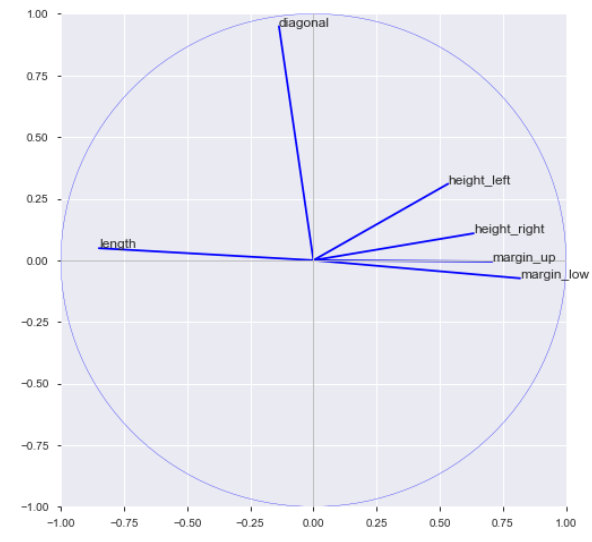 1.00
diagonal
0.75
0.50
0.25
height_left
height_right
length
0.00
margin_up
margin_low
−0.25
−0.50
−0.75
−1.00
−1.00 −0.75 −0.50 −0.25 0.00 0.25 0.50 0.75 1.00